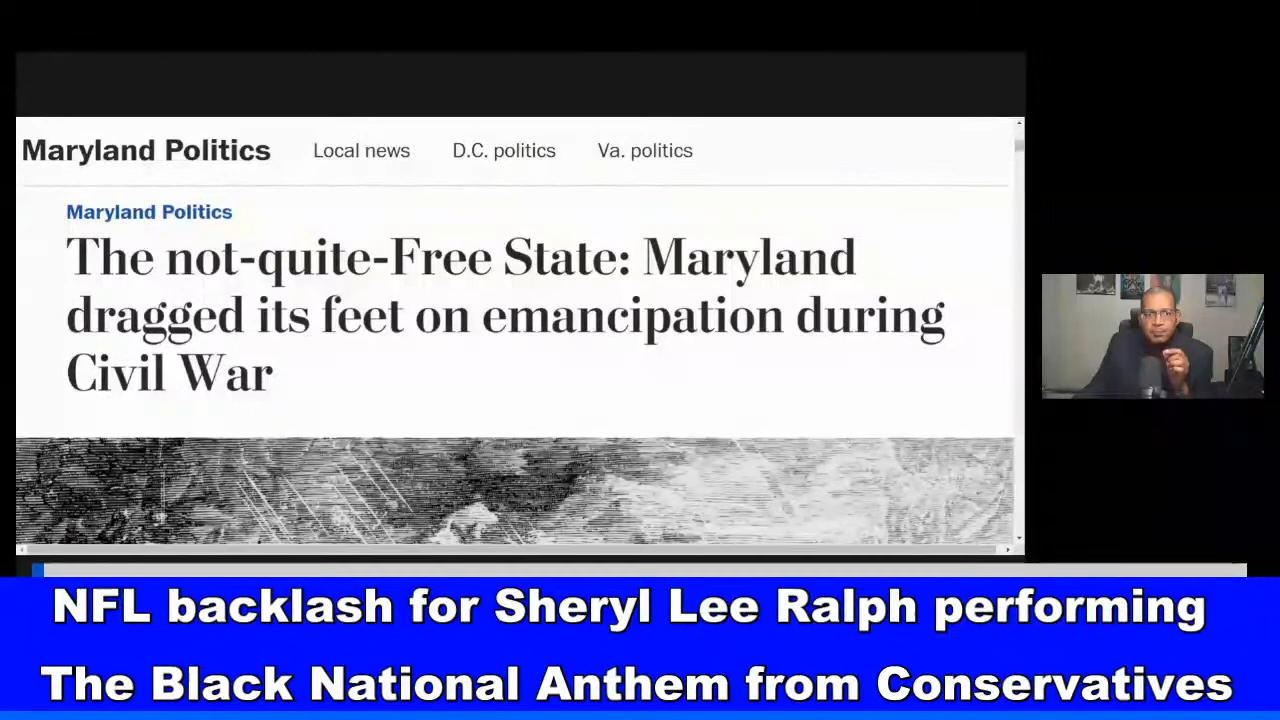 Maryland Politics Local news D.C. politics Va. politics
Maryland Politics
The not-quite-Free State: Maryland
dragged its feet on emancipation during
Civil War
NFL backlash for Sheryl Lee Ralph performing
The Black National Anthem from Conservatives